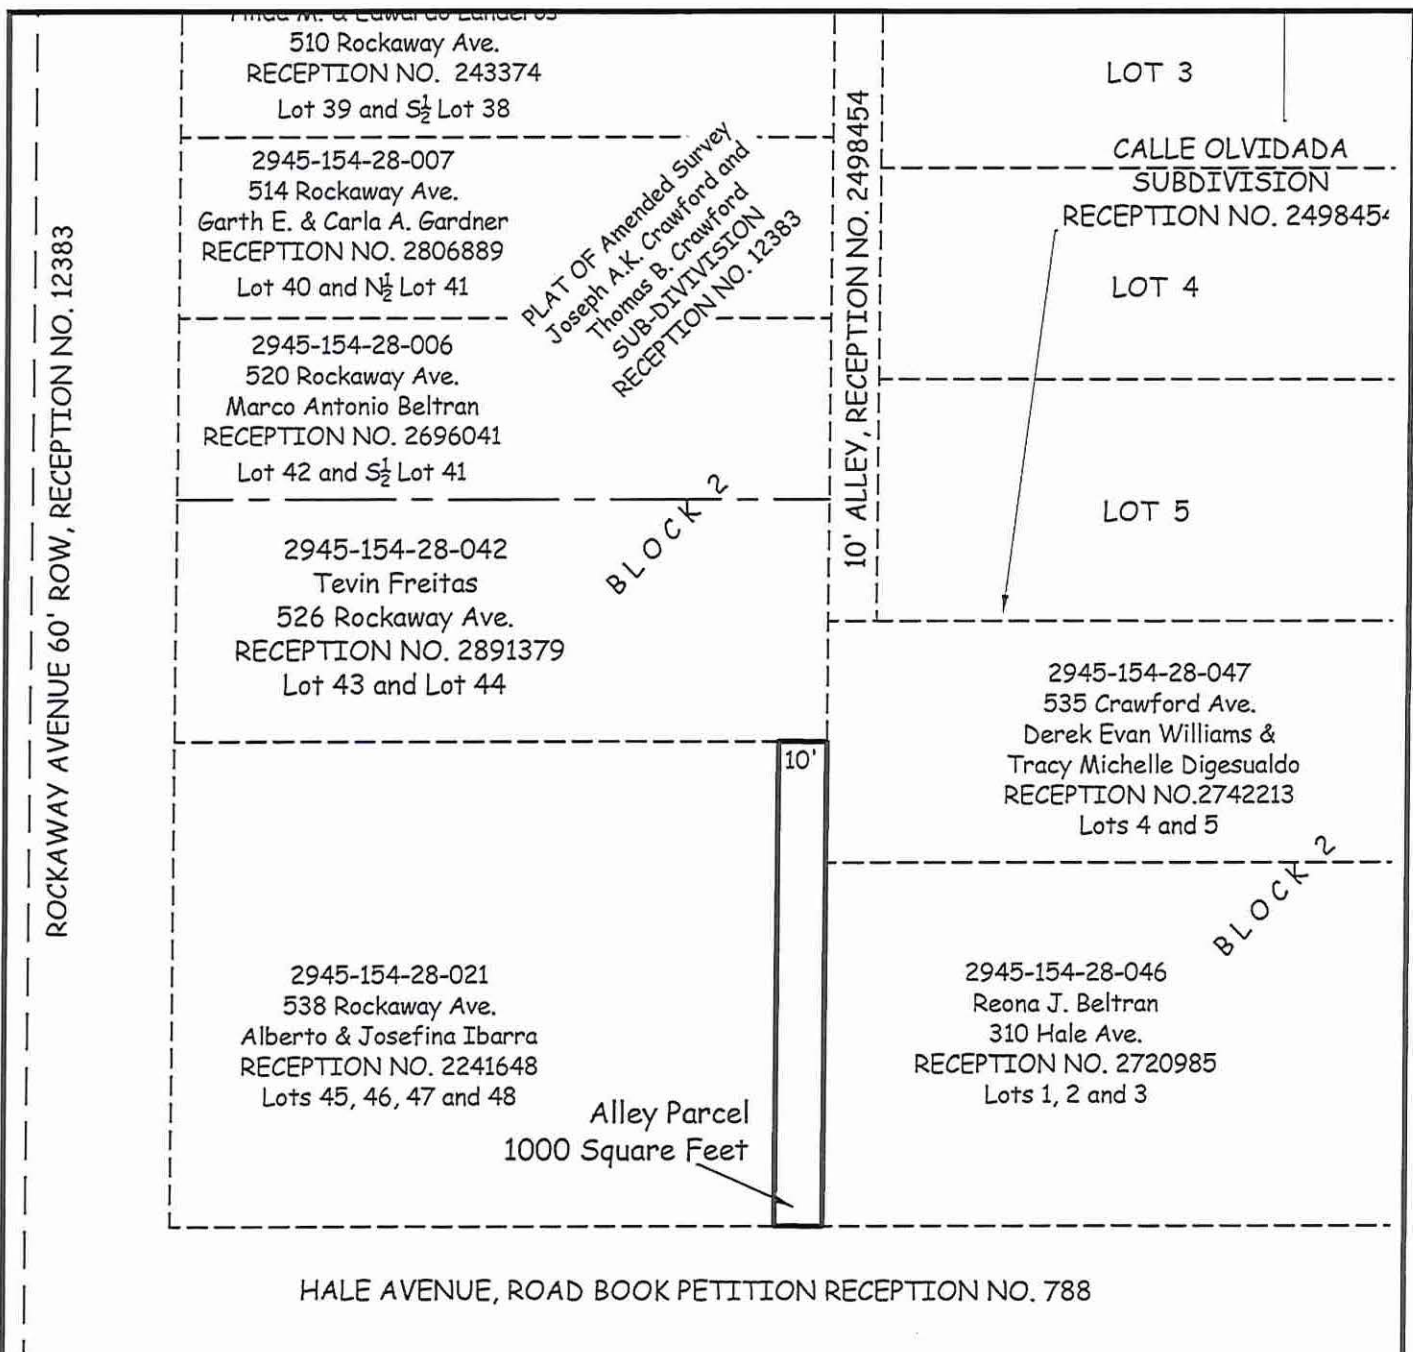 510 Rockaway Ave.
RECEPTION NO. 243374
Lot 39 and S½ Lot 38
2945-154-28-007
514 Rockaway Ave.
Garth E. & Carla A. Gardner
RECEPTION NO. 2806889
Lot 40 and N½ Lot 41
2945-154-28-006
520 Rockaway Ave.
Marco Antonio Beltran
RECEPTION NO. 2696041
Lot 42 and S½ Lot 41
2945-154-28-042
Tevin Freitas
526 Rockaway Ave.
RECEPTION NO. 2891379
Lot 43 and Lot 44
2945-154-28-021
538 Rockaway Ave.
Alberto & Josefina Ibarra
RECEPTION NO. 2241648
Lots 45, 46, 47 and 48
ROCKAWAY AVENUE 60' ROW, RECEPTION NO. 12383
PLAT OF Amended Survey
Joseph A.K. Crawford and
Thomas B. Crawford
SUB-DIVIVISION
RECEPTION NO. 12383
BLOCK 2
10' ALLEY, RECEPTION NO. 2498454
LOT 3
CALLE OLVIDADA
SUBDIVISION
RECEPTION NO. 2498454
LOT 4
LOT 5
2945-154-28-047
535 Crawford Ave.
Derek Evan Williams &
Tracy Michelle Digesualdo
RECEPTION NO.2742213
Lots 4 and 5
BLOCK 2
10'
2945-154-28-046
Reona J. Beltran
310 Hale Ave.
RECEPTION NO. 2720985
Lots 1, 2 and 3
Alley Parcel
1000 Square Feet
HALE AVENUE, ROAD BOOK PETITION RECEPTION NO. 788